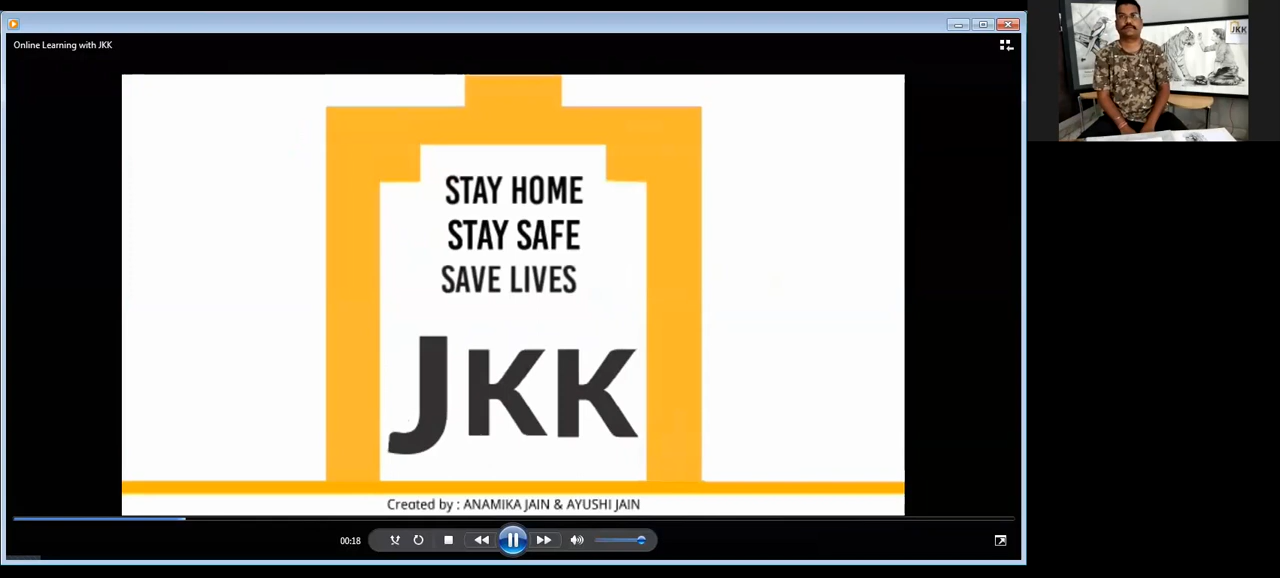 Online Learning with JKK
JKK
STAY HOME
STAY SAFE
SAVE LIVES
JKK
Created by : ANAMIKA JAIN & AYUSHI JAIN
00:18